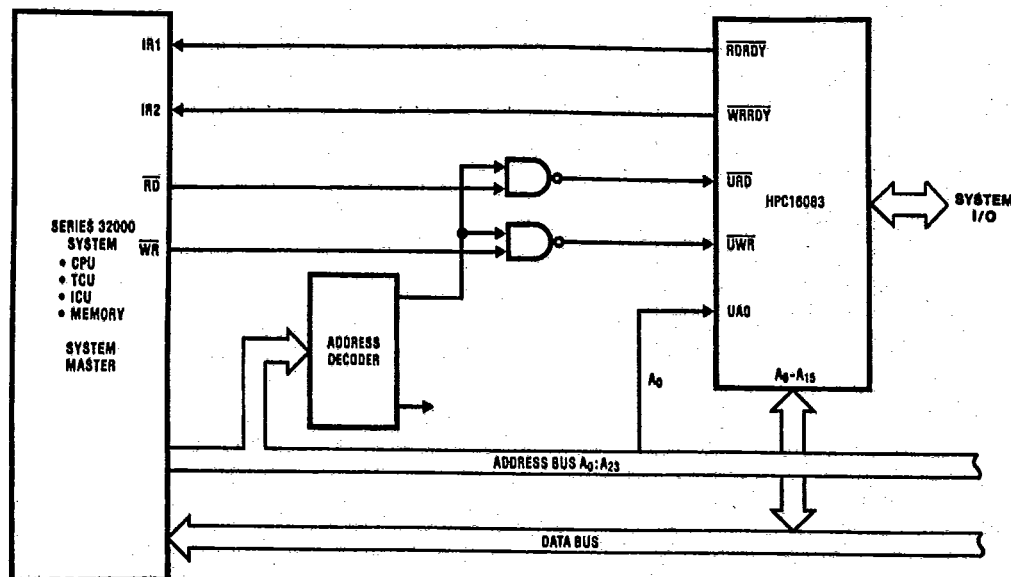 IR1
IR2
RD
WR
SERIES 32000
SYSTEM
• CPU
• TCU
• ICU
• MEMORY
SYSTEM
MASTER
ADDRESS
DECODER
RDRDY
WRRDY
URD
HPC16083
UWR
UA0
A0-A15
SYSTEM
I/O
A0
ADDRESS BUS A0:A23
DATA BUS